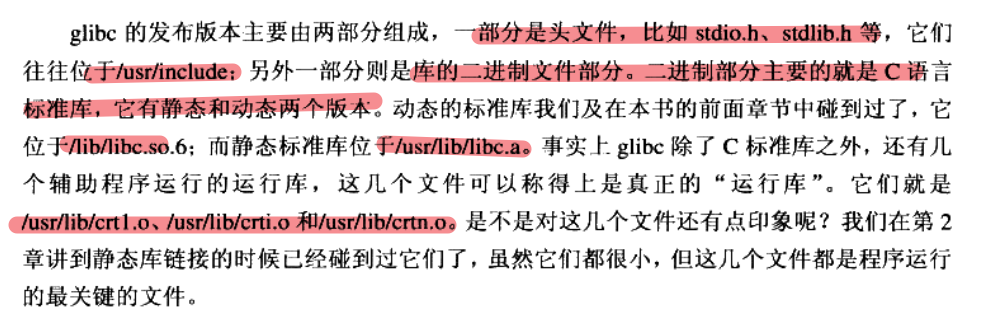 glibc 的发布版本主要由两部分组成，一部分是头文件，比如 stdio.h、stdlib.h 等，它们
往往位于/usr/include；另外一部分则是库的二进制文件部分。二进制部分主要的就是 C 语言
标准库，它有静态和动态两个版本。动态的标准库我们及在本书的前面章节中碰到过了，它
位于/lib/libc.so.6；而静态标准库位于/usr/lib/libc.a。事实上 glibc 除了 C 标准库之外，还有几
个辅助程序运行的运行库，这几个文件可以称得上是真正的“运行库”。它们就是
/usr/lib/crt1.o、/usr/lib/crti.o 和/usr/lib/crtn.o。是不是对这几个文件还有点印象呢？我们在第 2
章讲到静态库链接的时候已经碰到过它们了，虽然它们都很小，但这几个文件都是程序运行
的最关键的文件。